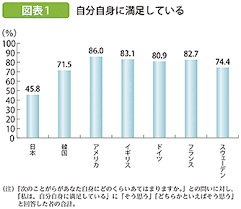 図表1 自分自身に満足している
(%)
100
90
80
70
60
50
40
30
20
10
0
45.8
71.5
86.0
83.1
80.9
82.7
74.4
日本
韓国
アメリカ
イギリス
ドイツ
フランス
スウェーデン
(注)「次のことがらがあなた自身にどのくらいあてはまりますか。」との問いに対し、
「私は、自分自身に満足している」に「そう思う」「どちらかといえばそう思う」
と回答した者の合計。